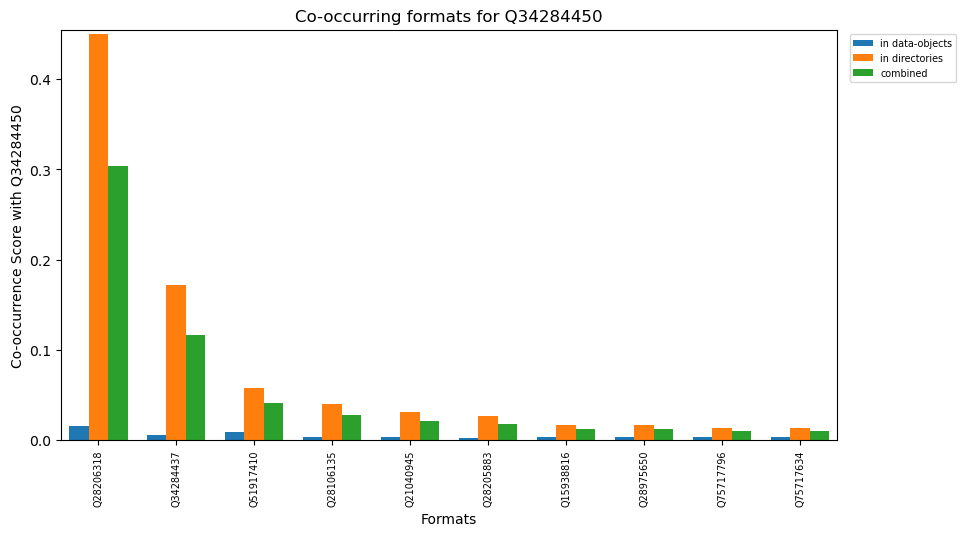 Co-occurring formats for Q34284450
in data-objects
in directories
combined
Co-occurrence Score with Q34284450
0.4
0.3
0.2
0.1
0.0
Q28206318
Q34284437
Q51917410
Q28106135
Q21040945
Q28205883
Q15938816
Q28975650
Q75717796
Q75717634
Formats